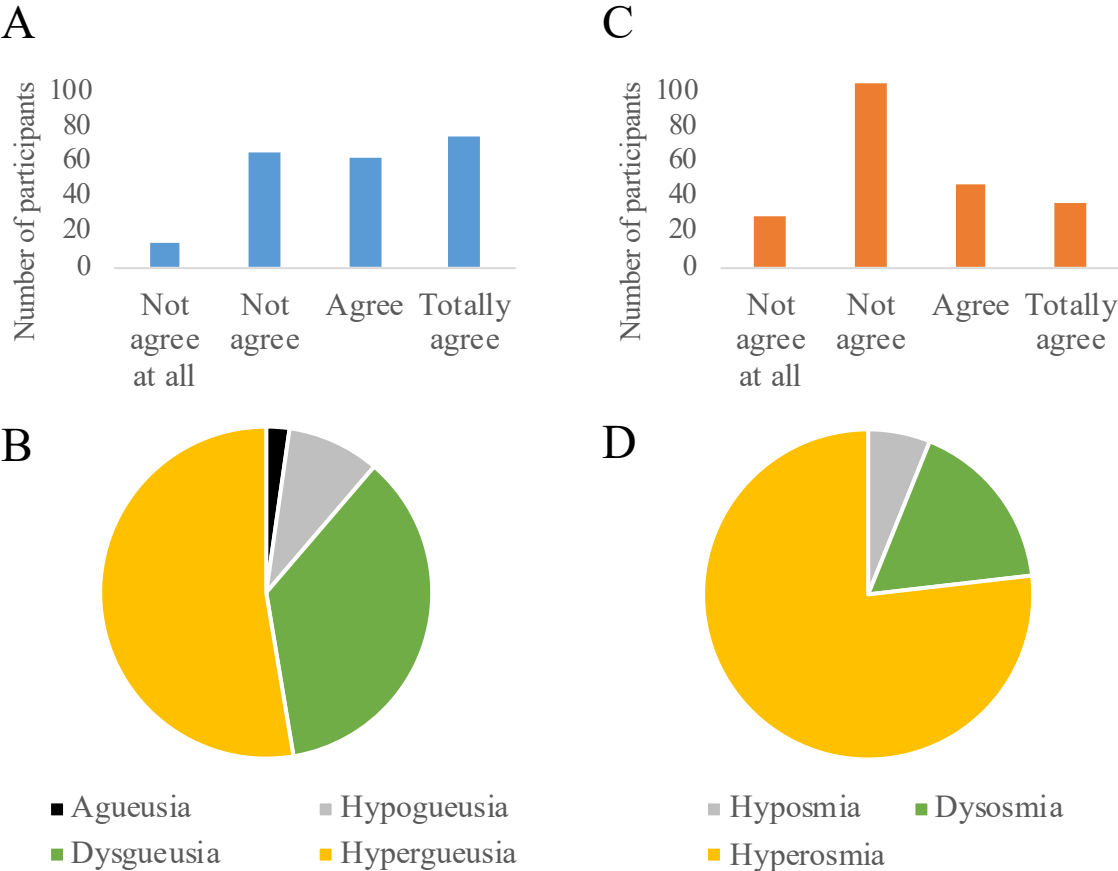 A
Number of participants
100
80
60
40
20
0
Not
agree
at all
Not
agree
Agree
Totally
agree
C
Number of participants
100
80
60
40
20
0
Not
agree
at all
Not
agree
Agree
Totally
agree
B
Agueusia
Hypogueusia
Dysgueusia
Hypergueusia
D
Hyposmia
Dysosmia
Hyperosmia